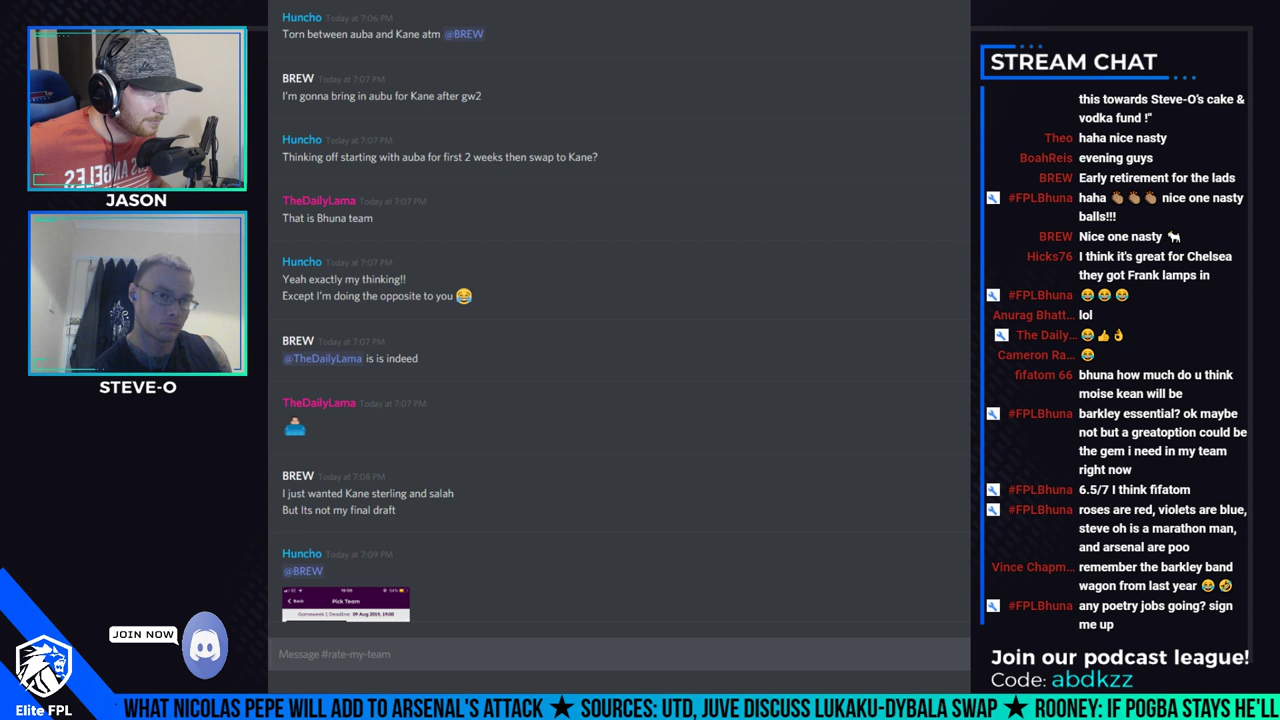 Huncho Today at 7:06 PM
Torn between auba and Kane atm @BREW
BREW Today at 7:07 PM
I'm gonna bring in aubu for Kane after gw2
Huncho Today at 7:07 PM
Thinking off starting with auba for first 2 weeks then swap to Kane?
TheDailyLama Today at 7:07 PM
That is Bhuna team
Huncho Today at 7:07 PM
Yeah exactly my thinking!!
Except I'm doing the opposite to you 😂
BREW Today at 7:07 PM
@TheDailyLama is is indeed
TheDailyLama Today at 7:07 PM
BREW Today at 7:08 PM
I just wanted Kane sterling and salah
But Its not my final draft
Huncho Today at 7:09 PM
@BREW
Back
Pick Team
Gameweek 1 Deadline: 09 Aug 2019, 19:00
Message #rate-my-team
ANGELES
JASON
STEVE-O
JOIN NOW
Elite FPL
STREAM CHAT
this towards Steve-O's cake &
vodka fund !"
Theo haha nice nasty
BoahReis evening guys
BREW Early retirement for the lads
#FPLBhuna haha 👏🏽 👏🏽 👏🏽 nice one nasty
balls!!!
BREW Nice one nasty 🐐
Hicks76 I think it's great for Chelsea
they got Frank lamps in
#FPLBhuna 😂 😂 😂
Anurag Bhatt... lol
The Daily... 😂 👍 👌
Cameron Ra... 😂
fifatom 66 bhuna how much do u think
moise kean will be
#FPLBhuna barkley essential? ok maybe
not but a greatoption could be
the gem i need in my team
right now
#FPLBhuna 6.5/7 I think fifatom
#FPLBhuna roses are red, violets are blue,
steve oh is a marathon man,
and arsenal are poo
Vince Chapm... remember the barkley band
wagon from last year 😂 🤣
#FPLBhuna any poetry jobs going? sign
me up
Join our podcast league!
Code: abdkzz
WHAT NICOLAS PEPE WILL ADD TO ARSENAL'S ATTACK ★ SOURCES: UTD, JUVE DISCUSS LUKAKU-DYBALA SWAP ★ ROONEY: IF POGBA STAYS HE'LL